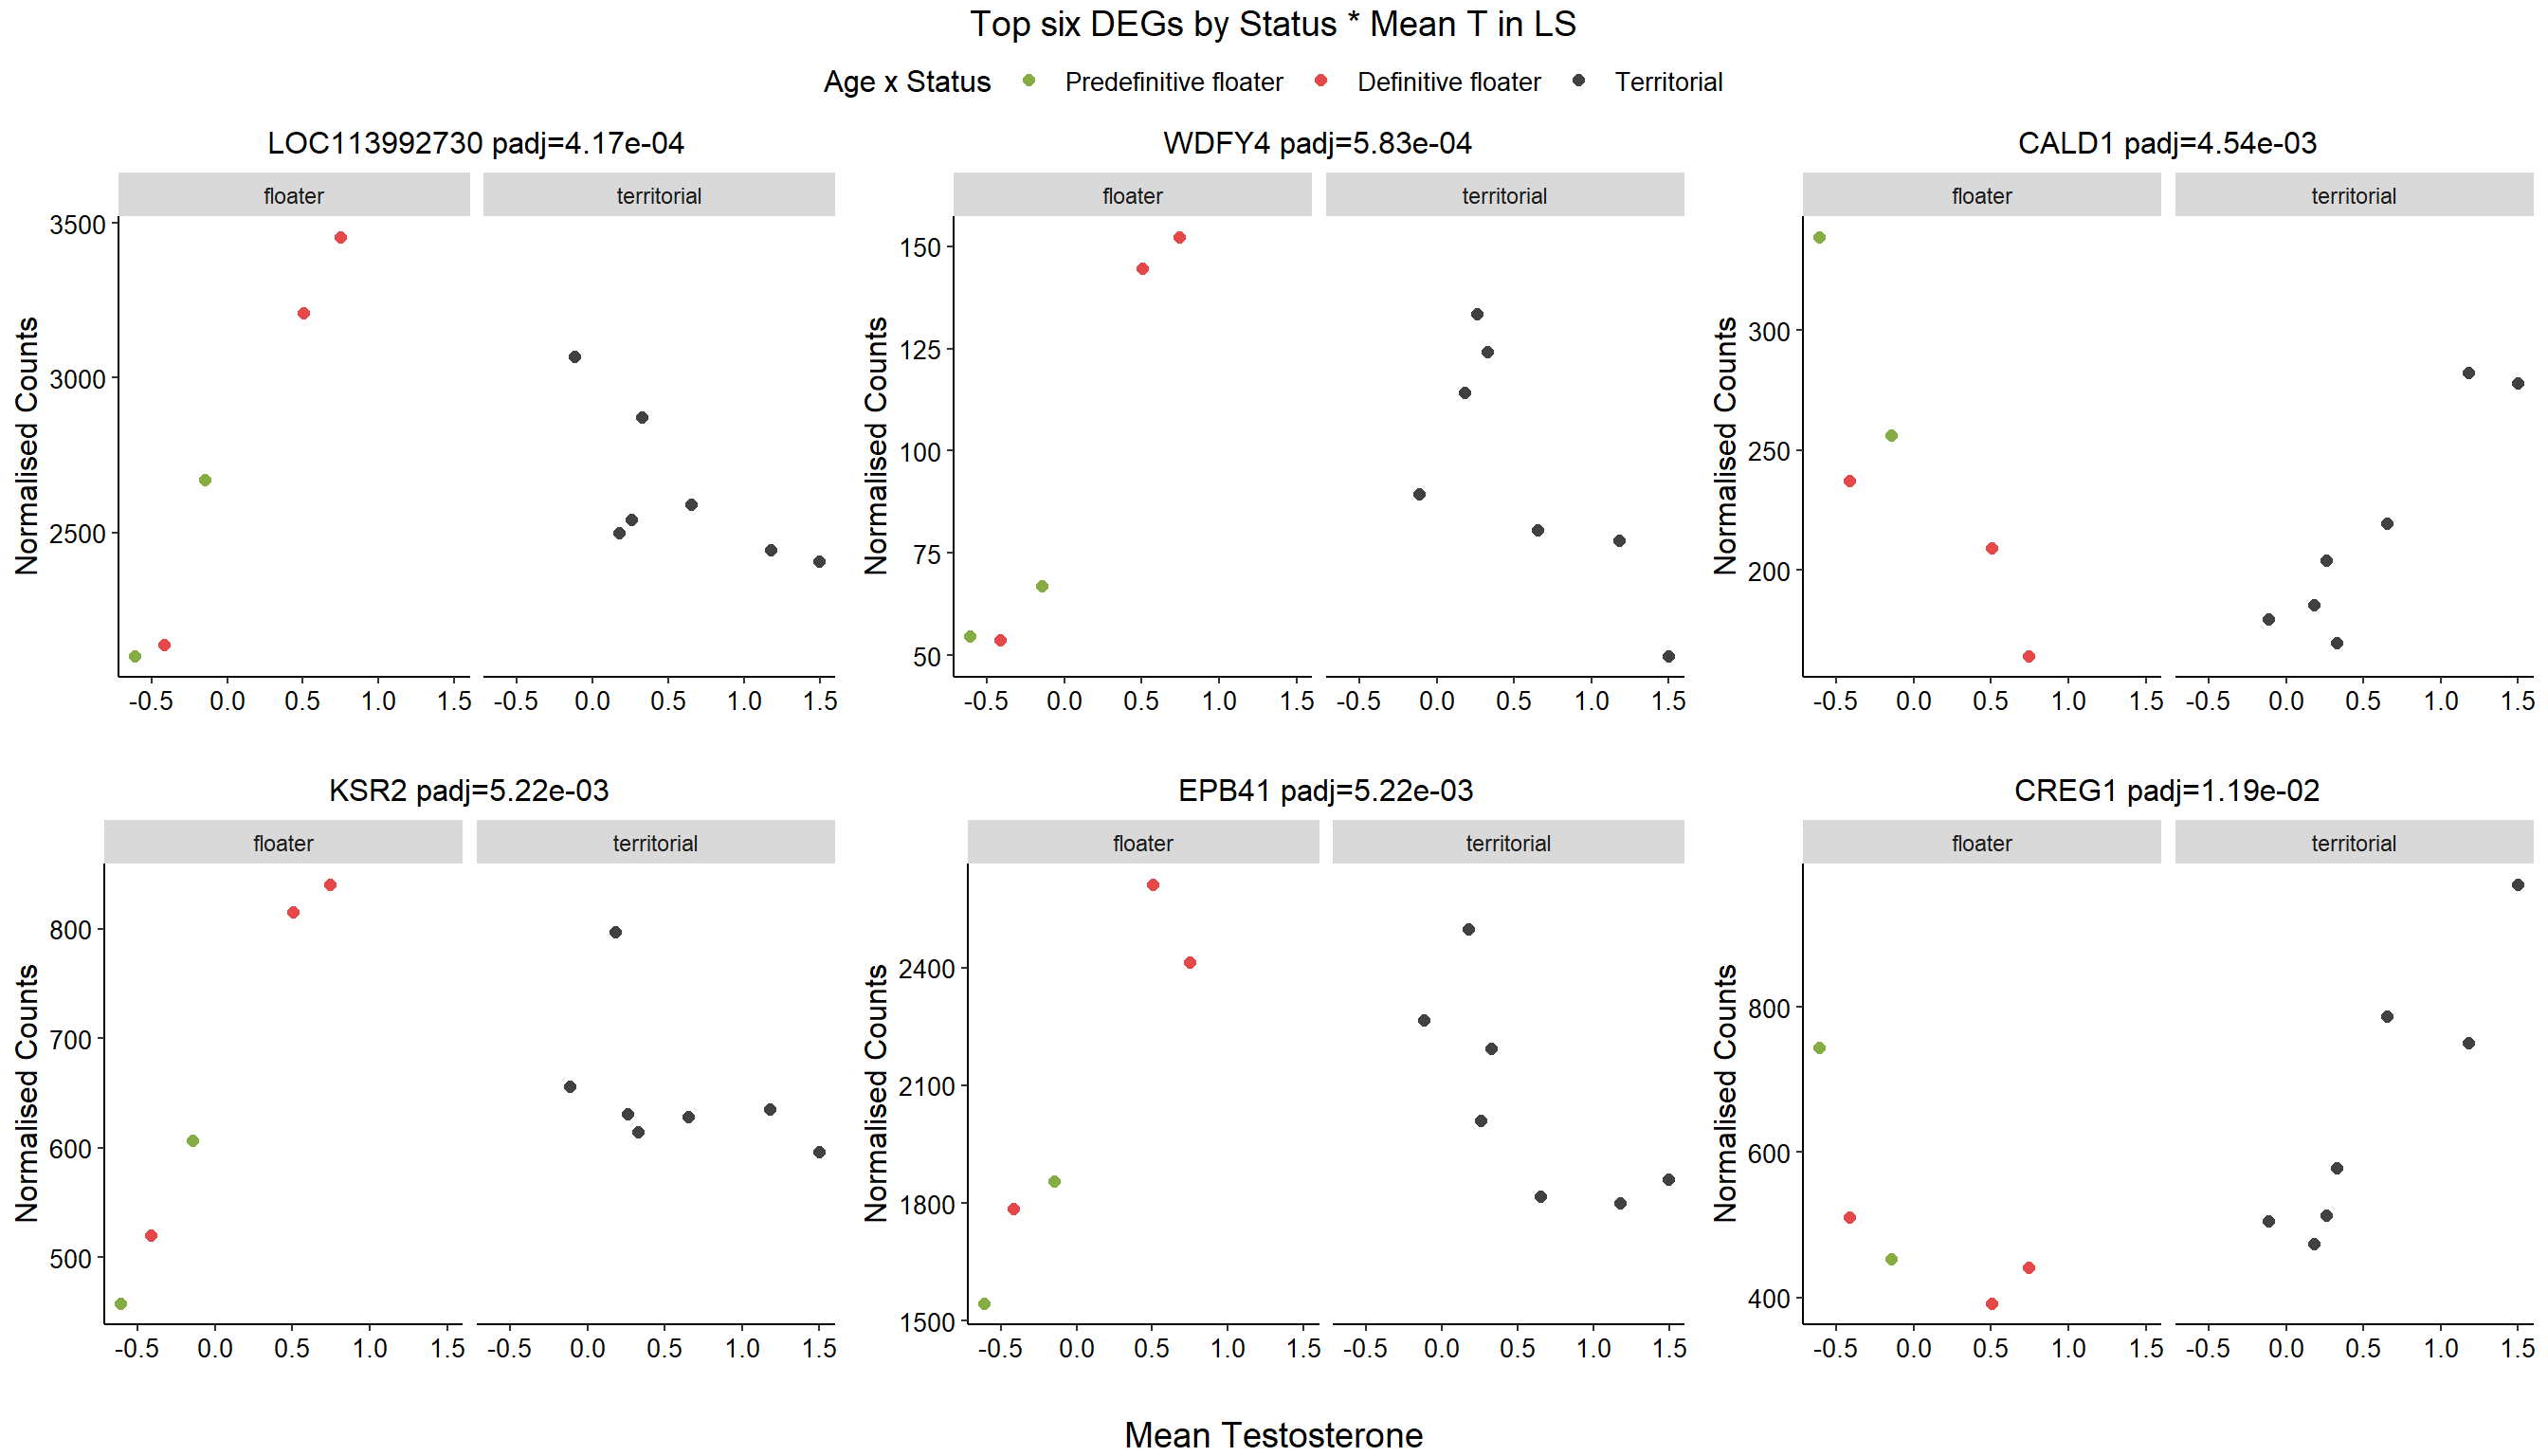 Top six DEGs by Status * Mean T in LS
Age x Status Predefinitive floater Definitive floater Territorial
LOC113992730 padj=4.17e-04
floater territorial
Normalised Counts
3500
3000
2500
-0.5 0.0 0.5 1.0 1.5 -0.5 0.0 0.5 1.0 1.5
WDFY4 padj=5.83e-04
floater territorial
Normalised Counts
150
125
100
75
50
-0.5 0.0 0.5 1.0 1.5 -0.5 0.0 0.5 1.0 1.5
CALD1 padj=4.54e-03
floater territorial
Normalised Counts
300
250
200
-0.5 0.0 0.5 1.0 1.5 -0.5 0.0 0.5 1.0 1.5
KSR2 padj=5.22e-03
floater territorial
Normalised Counts
800
700
600
500
-0.5 0.0 0.5 1.0 1.5 -0.5 0.0 0.5 1.0 1.5
EPB41 padj=5.22e-03
floater territorial
Normalised Counts
2400
2100
1800
1500
-0.5 0.0 0.5 1.0 1.5 -0.5 0.0 0.5 1.0 1.5
CREG1 padj=1.19e-02
floater territorial
Normalised Counts
800
600
400
-0.5 0.0 0.5 1.0 1.5 -0.5 0.0 0.5 1.0 1.5
Mean Testosterone